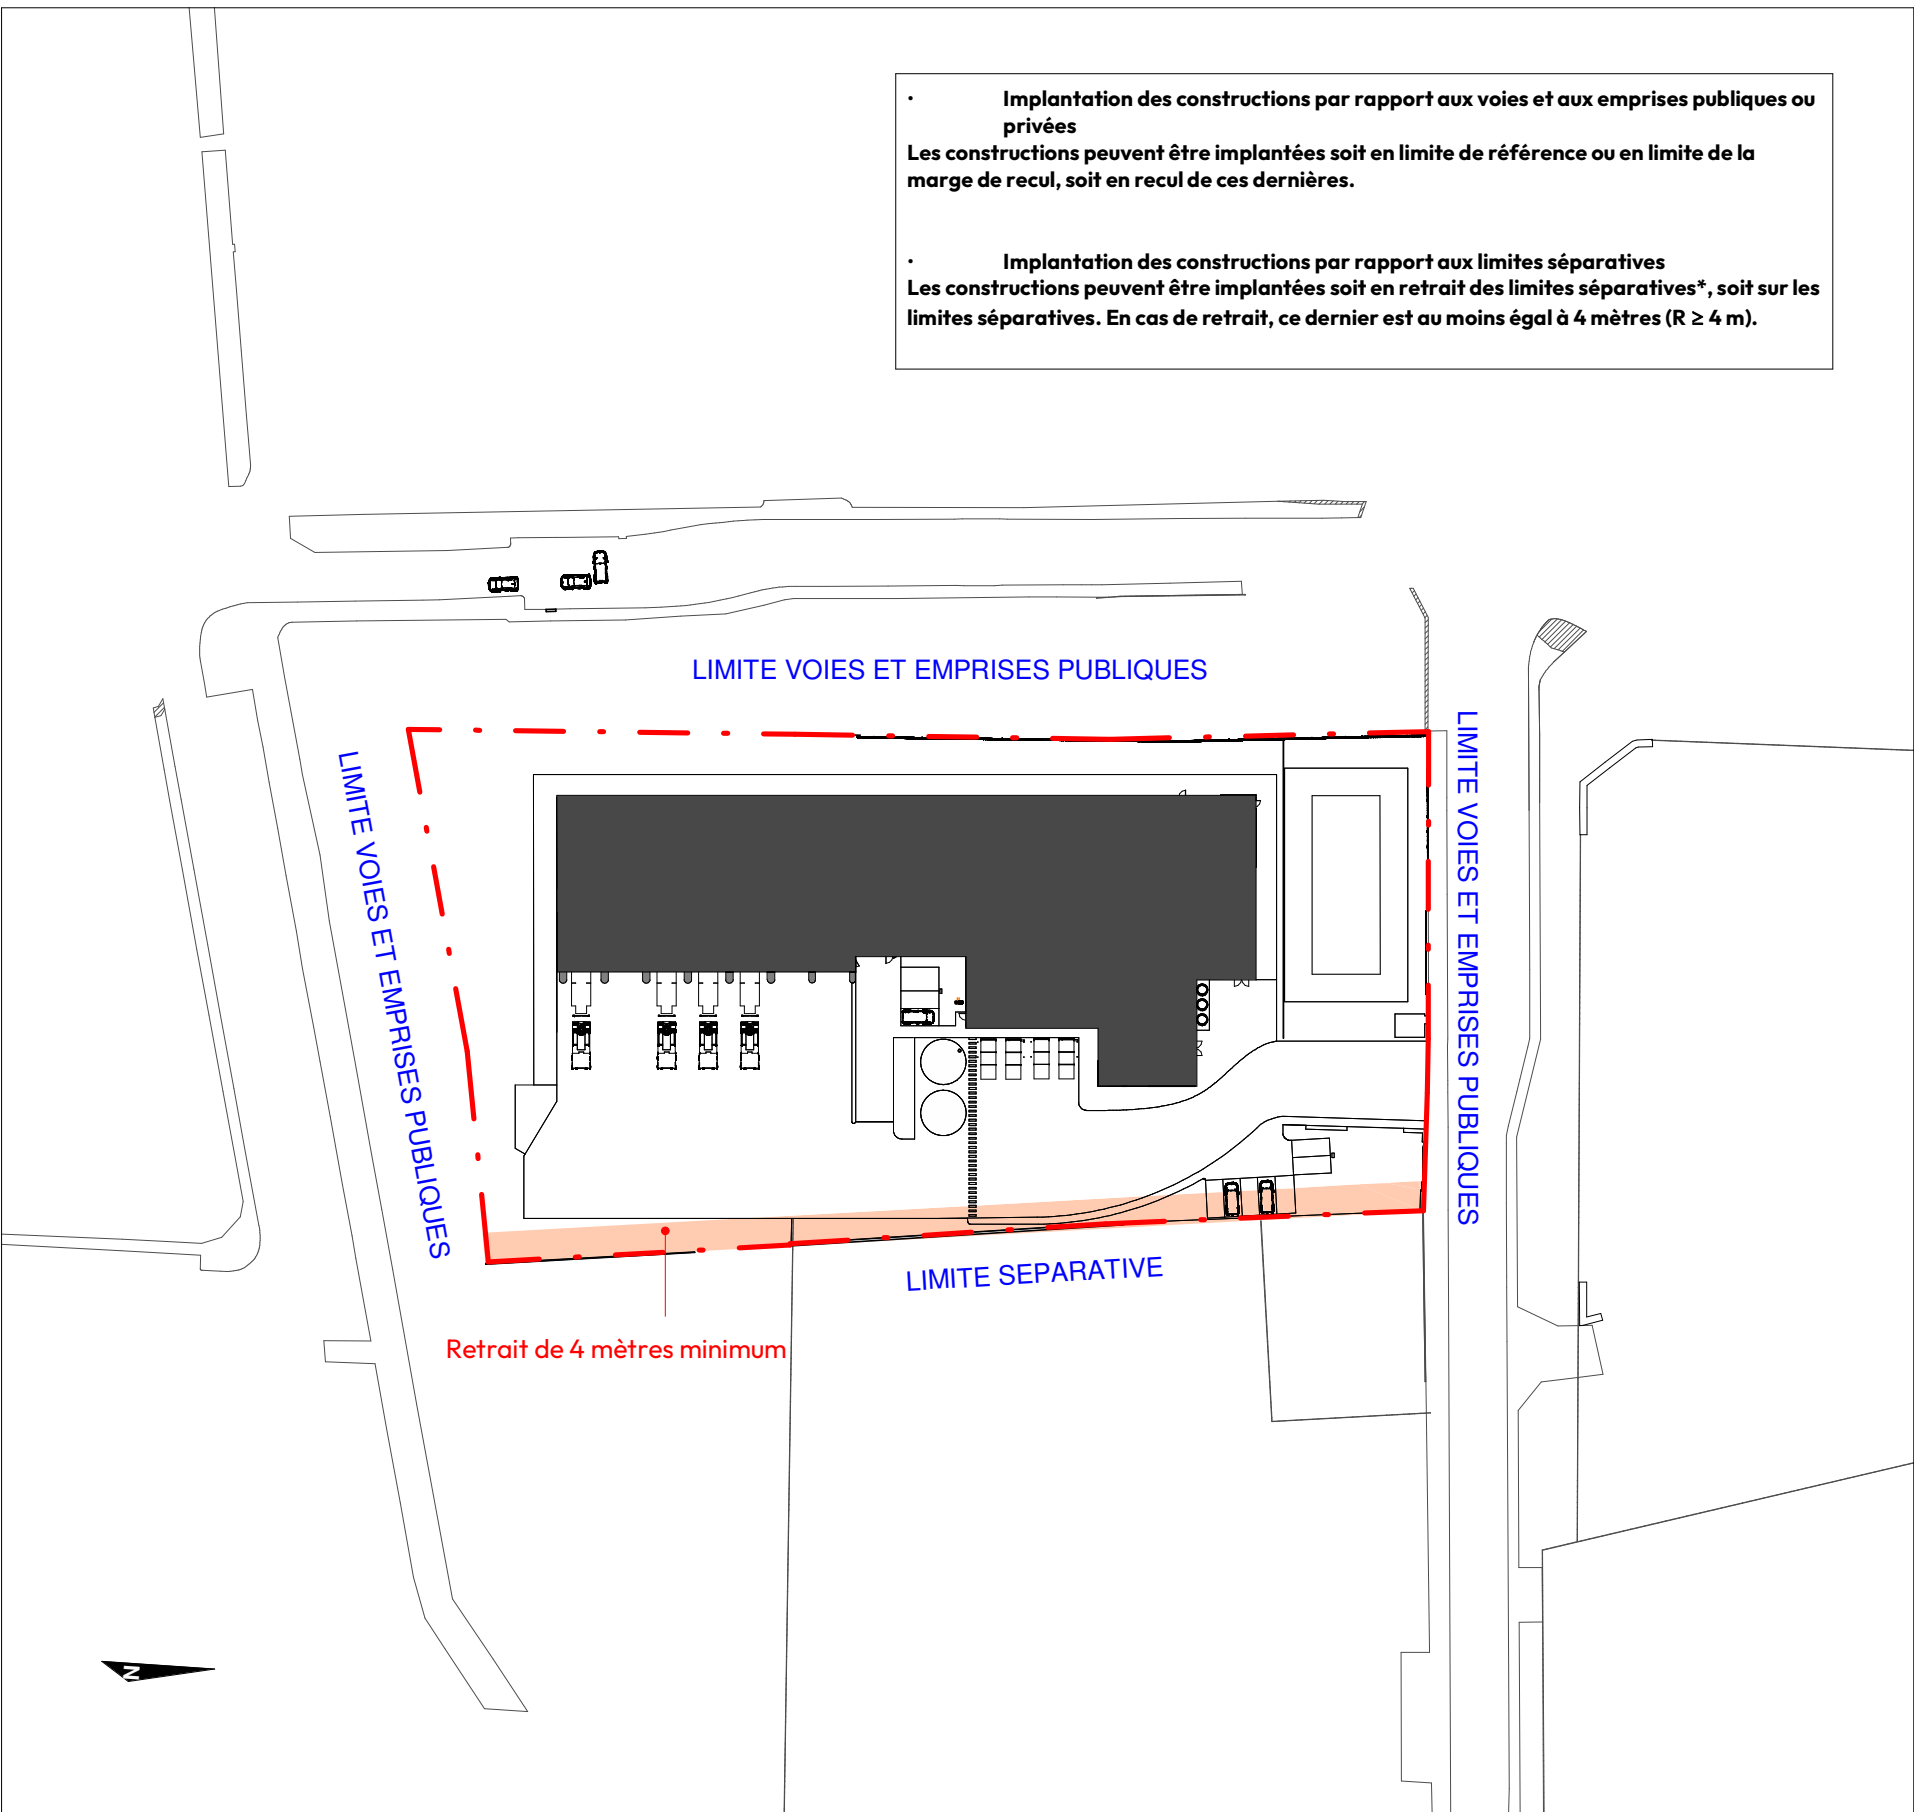 · Implantation des constructions par rapport aux voies et aux emprises publiques ou
privées
Les constructions peuvent être implantées soit en limite de référence ou en limite de la
marge de recul, soit en recul de ces dernières.
· Implantation des constructions par rapport aux limites séparatives
Les constructions peuvent être implantées soit en retrait des limites séparatives*, soit sur les
limites séparatives. En cas de retrait, ce dernier est au moins égal à 4 mètres (R ≥ 4 m).
LIMITE VOIES ET EMPRISES PUBLIQUES
LIMITE VOIES ET EMPRISES PUBLIQUES
LIMITE VOIES ET EMPRISES PUBLIQUES
LIMITE SEPARATIVE
Retrait de 4 mètres minimum
N